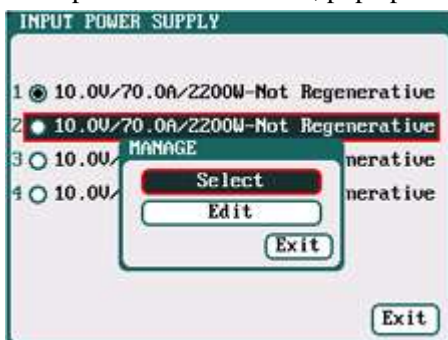 INPUT POWER SUPPLY
1 10.0V/70.0A/2200W-Not Regenerative
2 10.0V/70.0A/2200W-Not Regenerative
3 10.0V/ nerative
4 10.0V/ nerative
MANAGE
Select
Edit
Exit
Exit